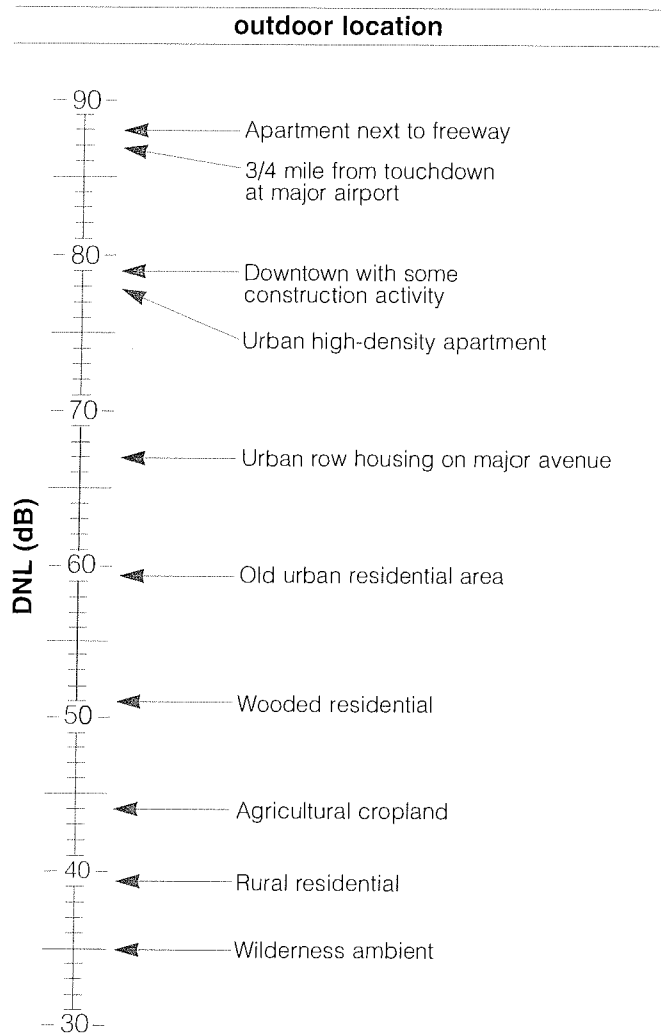 outdoor location
90
Apartment next to freeway
3/4 mile from touchdown
at major airport
80
Downtown with some
construction activity
Urban high-density apartment
70
Urban row housing on major avenue
DNL (dB)
60
Old urban residential area
Wooded residential
50
Agricultural cropland
40
Rural residential
Wilderness ambient
30